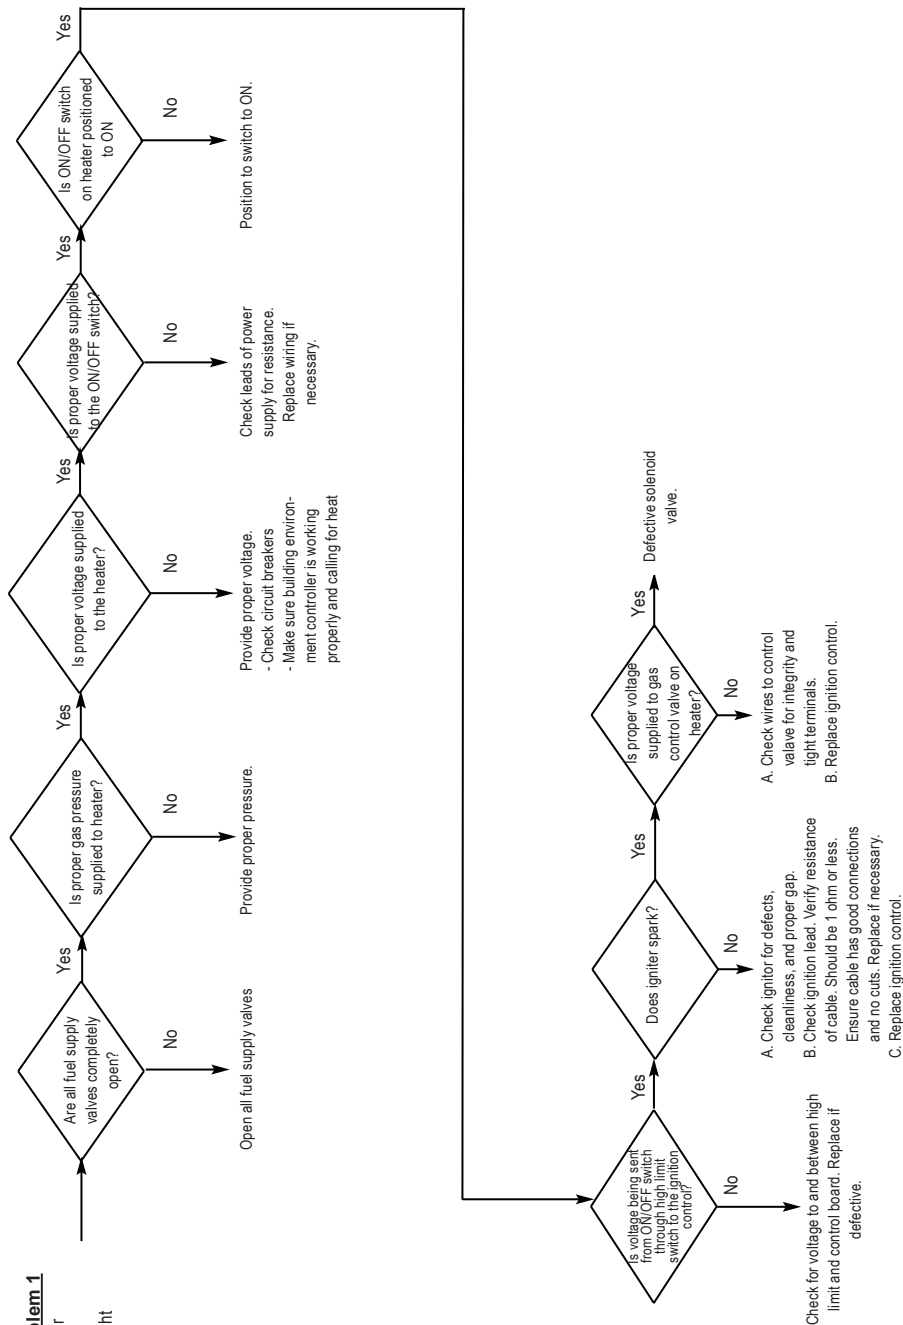 blem 1
r
ht
Are all fuel supply
valves completely
open?
Yes
No
Open all fuel supply valves
Is proper gas pressure
supplied to heater?
Yes
No
Provide proper pressure.
Is proper voltage supplied
to the heater?
Yes
No
Provide proper voltage.
- Check circuit breakers
- Make sure building environ-
ment controller is working
properly and calling for heat
Is proper voltage supplied
to the ON/OFF switch?
Yes
No
Check leads of power
supply for resistance.
Replace wiring if
necessary.
Is ON/OFF switch
on heater positioned
to ON
Yes
No
Position to switch to ON.
Is voltage being sent
from ON/OFF switch
through high limit
switch to the ignition
control?
Yes
No
Check for voltage to and between high
limit and control board. Replace if
defective.
Does igniter spark?
Yes
No
A. Check ignitor for defects,
cleanliness, and proper gap.
B. Check ignition lead. Verify resistance
of cable. Should be 1 ohm or less.
Ensure cable has good connections
and no cuts. Replace if necessary.
C. Replace ignition control.
Is proper voltage
supplied to gas
control valve on
heater?
Yes
No
A. Check wires to control
valave for integrity and
tight terminals.
B. Replace ignition control.
Defective solenoid
valve.